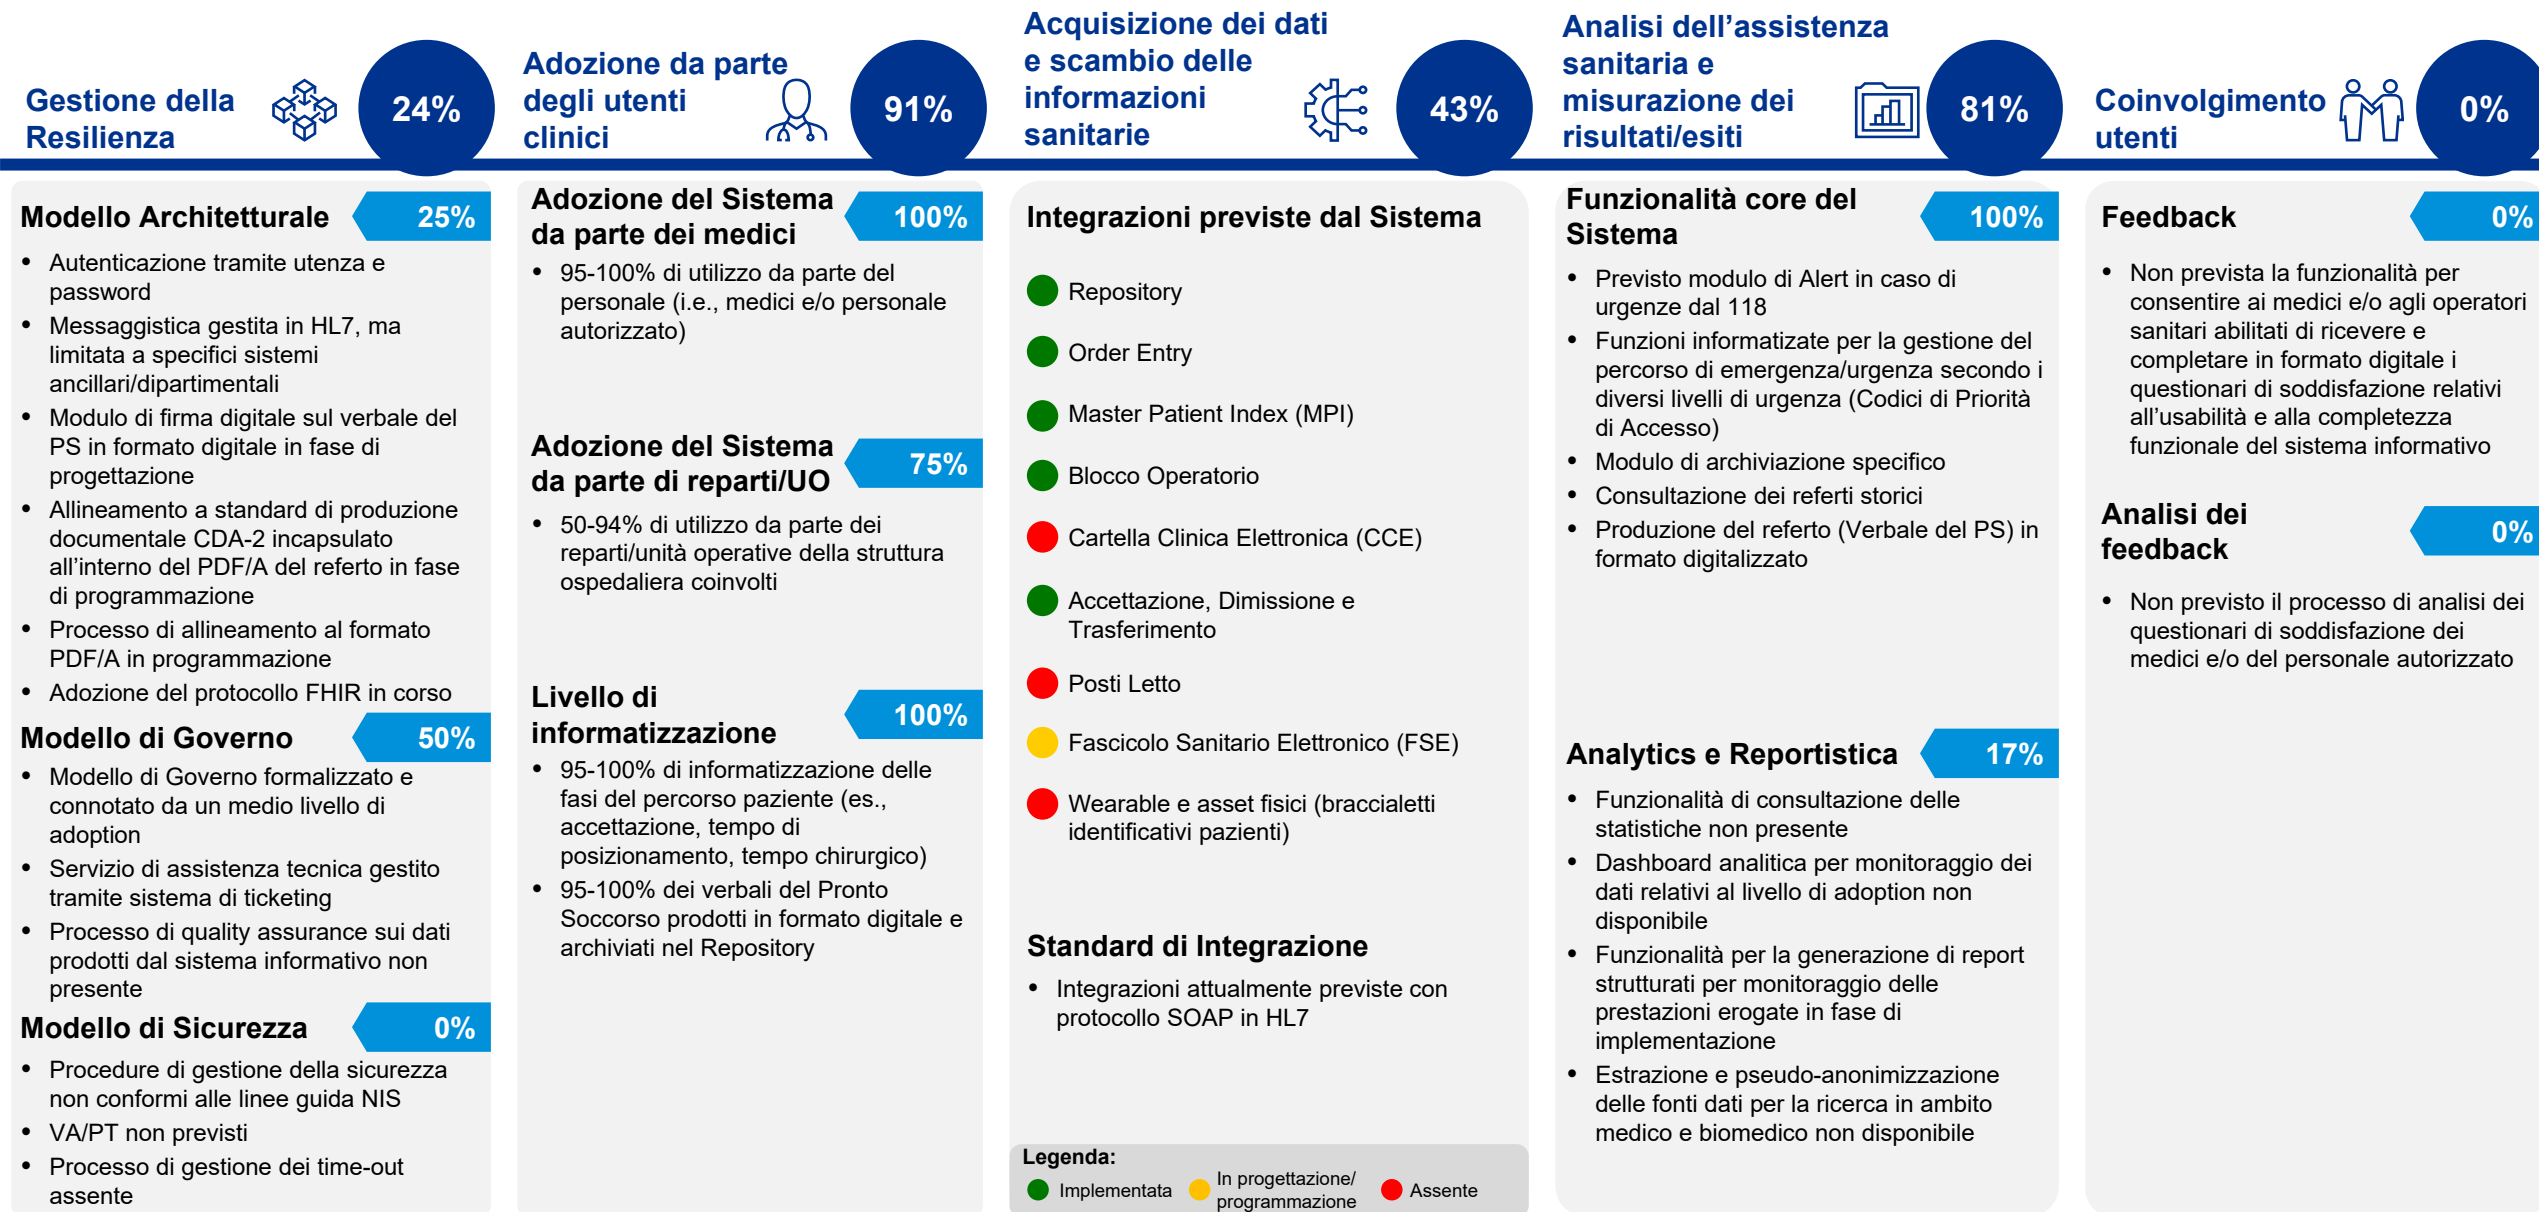 Gestione della
Resilienza
24%
Adozione da parte
degli utenti
clinici
91%
Acquisizione dei dati
e scambio delle
informazioni
sanitarie
43%
Analisi dell’assistenza
sanitaria e
misurazione dei
risultati/esiti
81%
Coinvolgimento
utenti
0%
Modello Architetturale
25%
• Autenticazione tramite utenza e
password
• Messaggistica gestita in HL7, ma
limitata a specifici sistemi
ancillari/dipartimentali
• Modulo di firma digitale sul verbale del
PS in formato digitale in fase di
progettazione
• Allineamento a standard di produzione
documentale CDA-2 incapsulato
all’interno del PDF/A del referto in fase
di programmazione
• Processo di allineamento al formato
PDF/A in programmazione
• Adozione del protocollo FHIR in corso
Modello di Governo
50%
• Modello di Governo formalizzato e
connotato da un medio livello di
adoption
• Servizio di assistenza tecnica gestito
tramite sistema di ticketing
• Processo di quality assurance sui dati
prodotti dal sistema informativo non
presente
Modello di Sicurezza
0%
• Procedure di gestione della sicurezza
non conformi alle linee guida NIS
• VA/PT non previsti
• Processo di gestione dei time-out
assente
Adozione del Sistema
da parte dei medici
100%
• 95-100% di utilizzo da parte del
personale (i.e., medici e/o personale
autorizzato)
Adozione del Sistema
da parte di reparti/UO
75%
• 50-94% di utilizzo da parte dei
reparti/unità operative della struttura
ospedaliera coinvolti
Livello di
informatizzazione
100%
• 95-100% di informatizzazione delle
fasi del percorso paziente (es.,
accettazione, tempo di
posizionamento, tempo chirurgico)
• 95-100% dei verbali del Pronto
Soccorso prodotti in formato digitale e
archiviati nel Repository
Integrazioni previste dal Sistema
Repository
Order Entry
Master Patient Index (MPI)
Blocco Operatorio
Cartella Clinica Elettronica (CCE)
Accettazione, Dimissione e
Trasferimento
Posti Letto
Fascicolo Sanitario Elettronico (FSE)
Wearable e asset fisici (braccialetti
identificativi pazienti)
Standard di Integrazione
• Integrazioni attualmente previste con
protocollo SOAP in HL7
Legenda:
Implementata
In progettazione/
programmazione
Assente
Funzionalità core del
Sistema
100%
• Previsto modulo di Alert in caso di
urgenze dal 118
• Funzioni informatizate per la gestione del
percorso di emergenza/urgenza secondo i
diversi livelli di urgenza (Codici di Priorità
di Accesso)
• Modulo di archiviazione specifico
• Consultazione dei referti storici
• Produzione del referto (Verbale del PS) in
formato digitalizzato
Analytics e Reportistica
17%
• Funzionalità di consultazione delle
statistiche non presente
• Dashboard analitica per monitoraggio dei
dati relativi al livello di adoption non
disponibile
• Funzionalità per la generazione di report
strutturati per monitoraggio delle
prestazioni erogate in fase di
implementazione
• Estrazione e pseudo-anonimizzazione
delle fonti dati per la ricerca in ambito
medico e biomedico non disponibile
Feedback
0%
• Non prevista la funzionalità per
consentire ai medici e/o agli operatori
sanitari abilitati di ricevere e
completare in formato digitale i
questionari di soddisfazione relativi
all’usabilità e alla completezza
funzionale del sistema informativo
Analisi dei
feedback
0%
• Non previsto il processo di analisi dei
questionari di soddisfazione dei
medici e/o del personale autorizzato